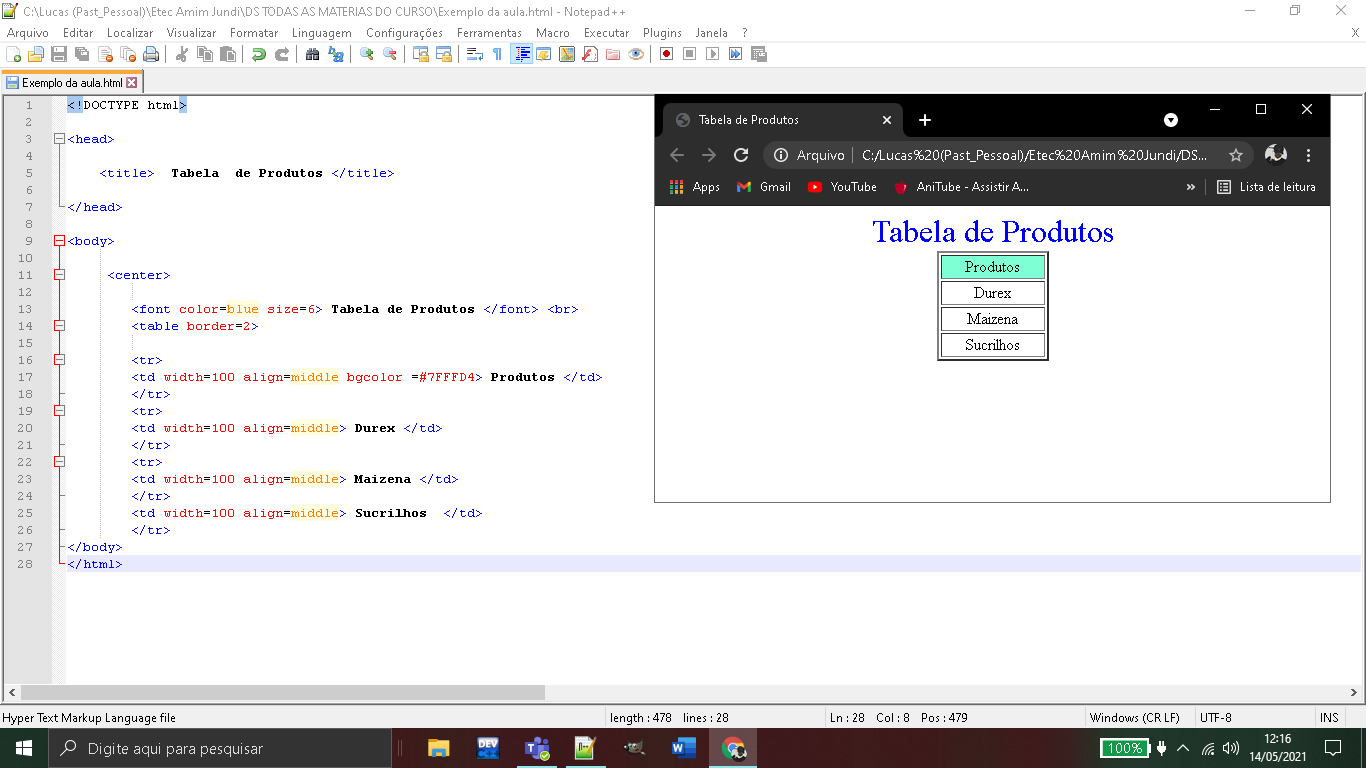 C:\Lucas (Past_Pessoal)\Etec Amim Jundi\DS TODAS AS MATERIAS DO CURSO\Exemplo da aula.html - Notepad++
Arquivo Editar Localizar Visualizar Formatar Linguagem Configurações Ferramentas Macro Executar Plugins Janela ? X
Exemplo da aula.html
1 <!DOCTYPE html>
2
3 <head>
4
5 <title> Tabela de Produtos </title>
6
7 </head>
8
9 <body>
10
11 <center>
12
13 <font color=blue size=6> Tabela de Produtos </font> <br>
14 <table border=2>
15
16 <tr>
17 <td width=100 align=middle bgcolor =#7FFFD4> Produtos </td>
18 </tr>
19 <tr>
20 <td width=100 align=middle> Durex </td>
21 </tr>
22 <tr>
23 <td width=100 align=middle> Maizena </td>
24 </tr>
25 <td width=100 align=middle> Sucrilhos </td>
26 </tr>
27 </body>
28 </html>
Tabela de Produtos
Arquivo | C:/Lucas%20(Past_Pessoal)/Etec%20Amim%20Jundi/DS...
Apps Gmail YouTube AniTube - Assistir A... » Lista de leitura
Tabela de Produtos
Produtos
Durex
Maizena
Sucrilhos
Hyper Text Markup Language file length : 478 lines : 28 Ln : 28 Col : 8 Pos : 479 Windows (CR LF) UTF-8 INS
Digite aqui para pesquisar
DEV
W
100%
12:16
14/05/2021